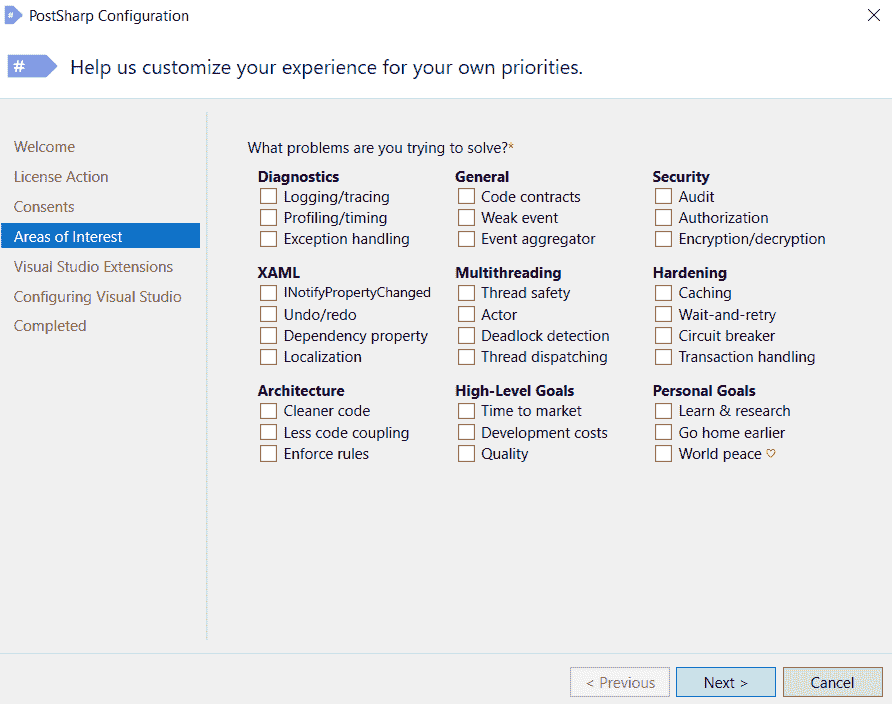 # PostSharp Configuration
# Help us customize your experience for your own priorities.
Welcome
License Action
Consents
Areas of Interest
Visual Studio Extensions
Configuring Visual Studio
Completed
What problems are you trying to solve?*
Diagnostics
Logging/tracing
Profiling/timing
Exception handling
General
Code contracts
Weak event
Event aggregator
Security
Audit
Authorization
Encryption/decryption
XAML
INotifyPropertyChanged
Undo/redo
Dependency property
Localization
Multithreading
Thread safety
Actor
Deadlock detection
Thread dispatching
Hardening
Caching
Wait-and-retry
Circuit breaker
Transaction handling
Architecture
Cleaner code
Less code coupling
Enforce rules
High-Level Goals
Time to market
Development costs
Quality
Personal Goals
Learn & research
Go home earlier
World peace ♡
< Previous
Next >
Cancel